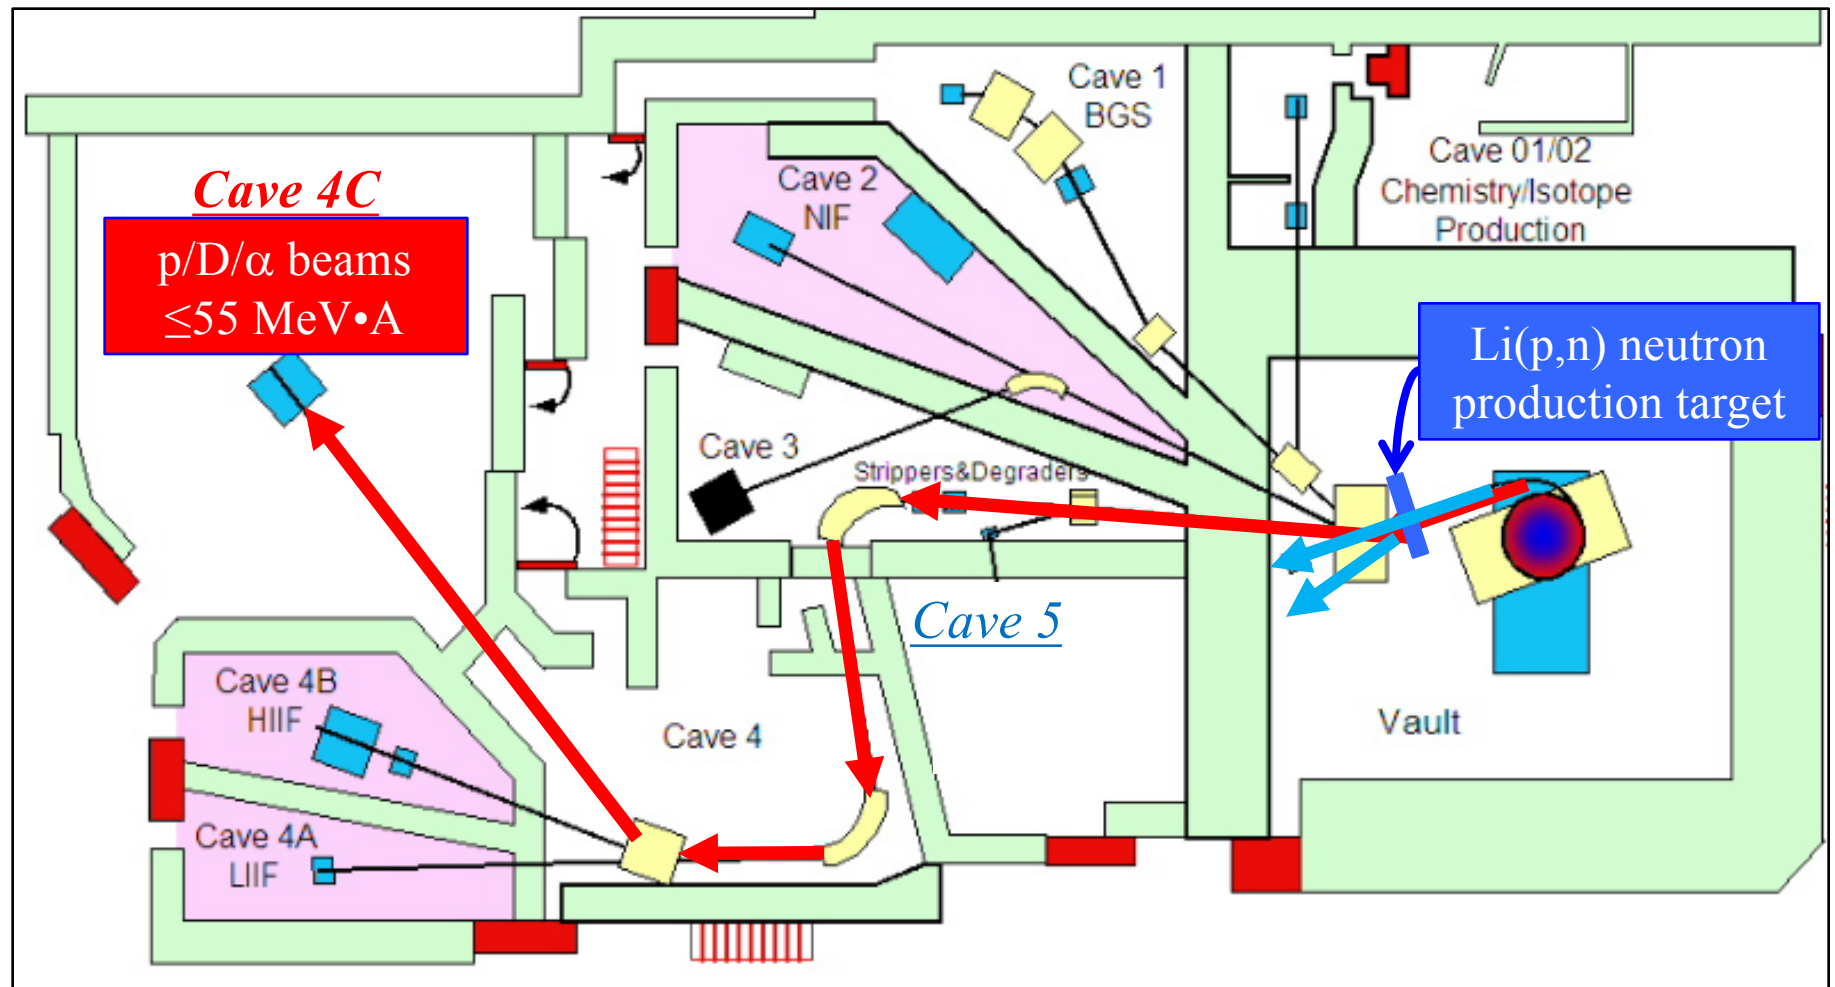 Cave 1
BGS
Cave 01/02
Chemistry/Isotope
Production
Cave 2
NIF
Cave 4C
p/D/α beams
≤55 MeV•A
Li(p,n) neutron
production target
Cave 3
Strippers&Degraders
Cave 5
Cave 4B
HIIF
Cave 4
Vault
Cave 4A
LIIF